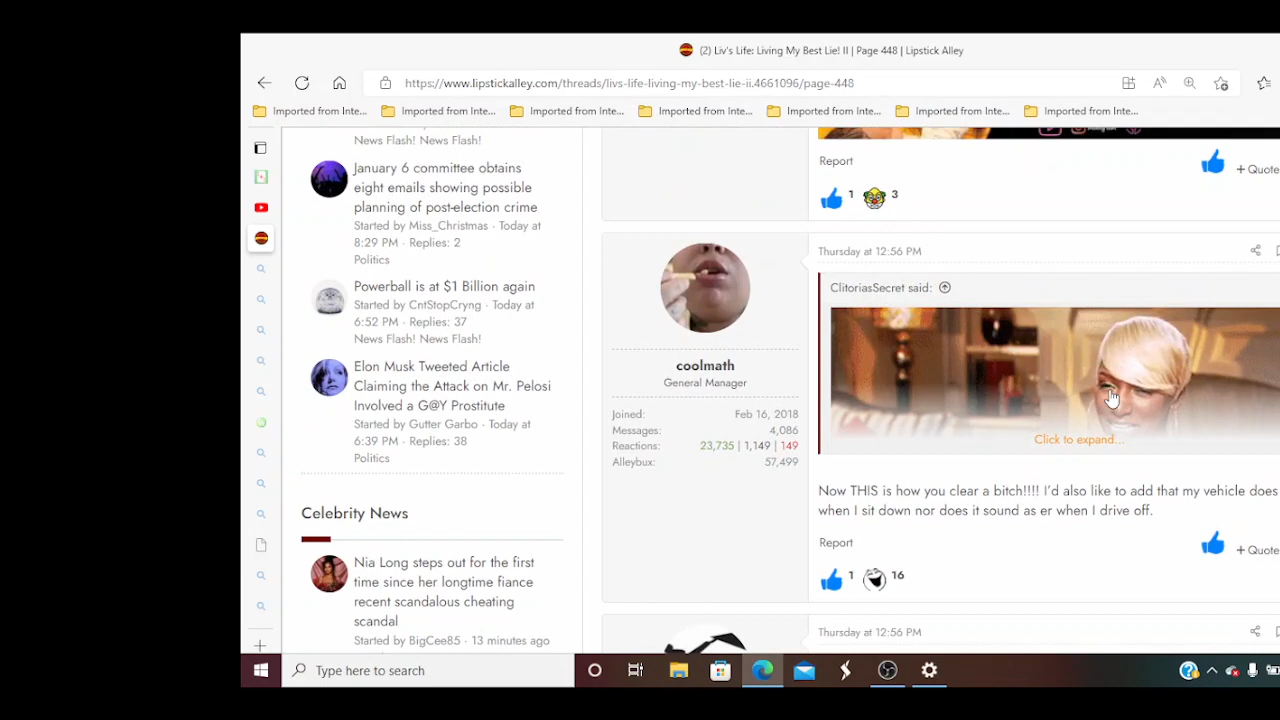 (2) Liv's Life: Living My Best Lie! II | Page 448 | Lipstick Alley
https://www.lipstickalley.com/threads/livs-life-living-my-best-lie-ii.4661096/page-448
Imported from Inte...
Imported from Inte...
Imported from Inte...
Imported from Inte...
Imported from Inte...
Imported from Inte...
Imported from Inte...
News Flash! News Flash!
January 6 committee obtains
eight emails showing possible
planning of post-election crime
Started by Miss_Christmas · Today at
8:29 PM · Replies: 2
Politics
Powerball is at $1 Billion again
Started by CntStopCryng · Today at
6:52 PM · Replies: 37
News Flash! News Flash!
Elon Musk Tweeted Article
Claiming the Attack on Mr. Pelosi
Involved a G@Y Prostitute
Started by Gutter Garbo · Today at
6:39 PM · Replies: 38
Politics
Celebrity News
Nia Long steps out for the first
time since her longtime fiance
recent scandalous cheating
scandal
Started by BigCee85 · 13 minutes ago
coolmath
General Manager
Joined: Feb 16, 2018
Messages: 4,086
Reactions: 23,735 | 1,149 | 149
Alleybux: 57,499
Report
+ Quote
1 3
Thursday at 12:56 PM
ClitoriasSecret said:
Click to expand...
Now THIS is how you clear a bitch!!!! I'd also like to add that my vehicle does
when I sit down nor does it sound as er when I drive off.
Report
+ Quote
1 16
Thursday at 12:56 PM
Type here to search